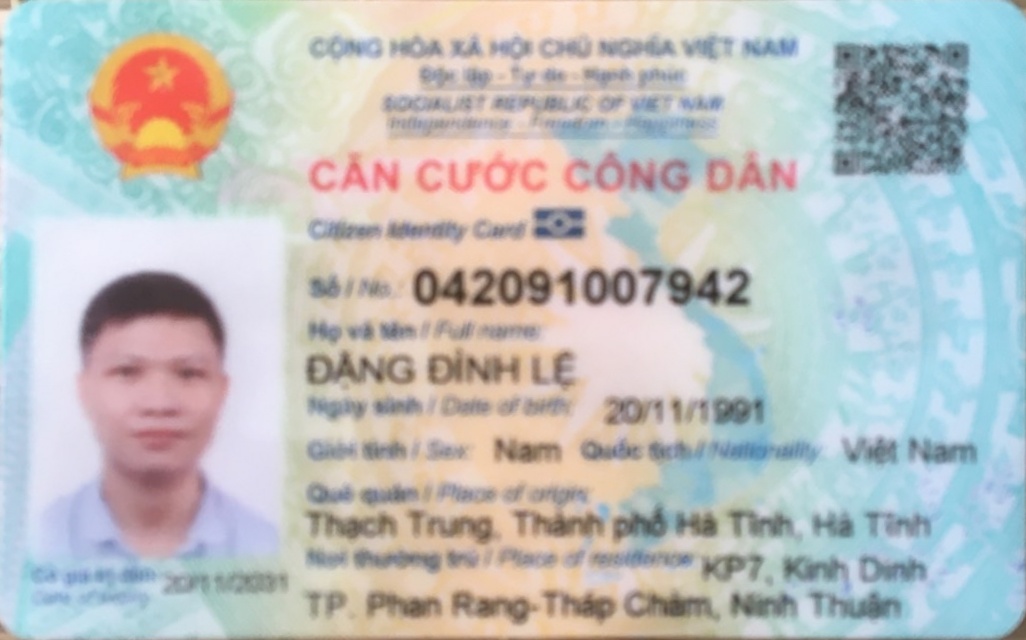 CỘNG HÒA XÃ HỘI CHỦ NGHĨA VIỆT NAM
Độc lập - Tự do - Hạnh phúc
SOCIALIST REPUBLIC OF VIET NAM
Independence - Freedom - Happiness
CĂN CƯỚC CÔNG DÂN
Citizen Identity Card
Số / No.: 042091007942
Họ và tên / Full name:
ĐẶNG ĐÌNH LỆ
Ngày sinh / Date of birth: 20/11/1991
Giới tính / Sex: Nam Quốc tịch / Nationality: Việt Nam
Quê quán / Place of origin:
Thạch Trung, Thành phố Hà Tĩnh, Hà Tĩnh
Nơi thường trú / Place of residence: KP7, Kinh Dinh
TP. Phan Rang-Tháp Chàm, Ninh Thuận
Có giá trị đến: 20/11/2031
Date of expiry